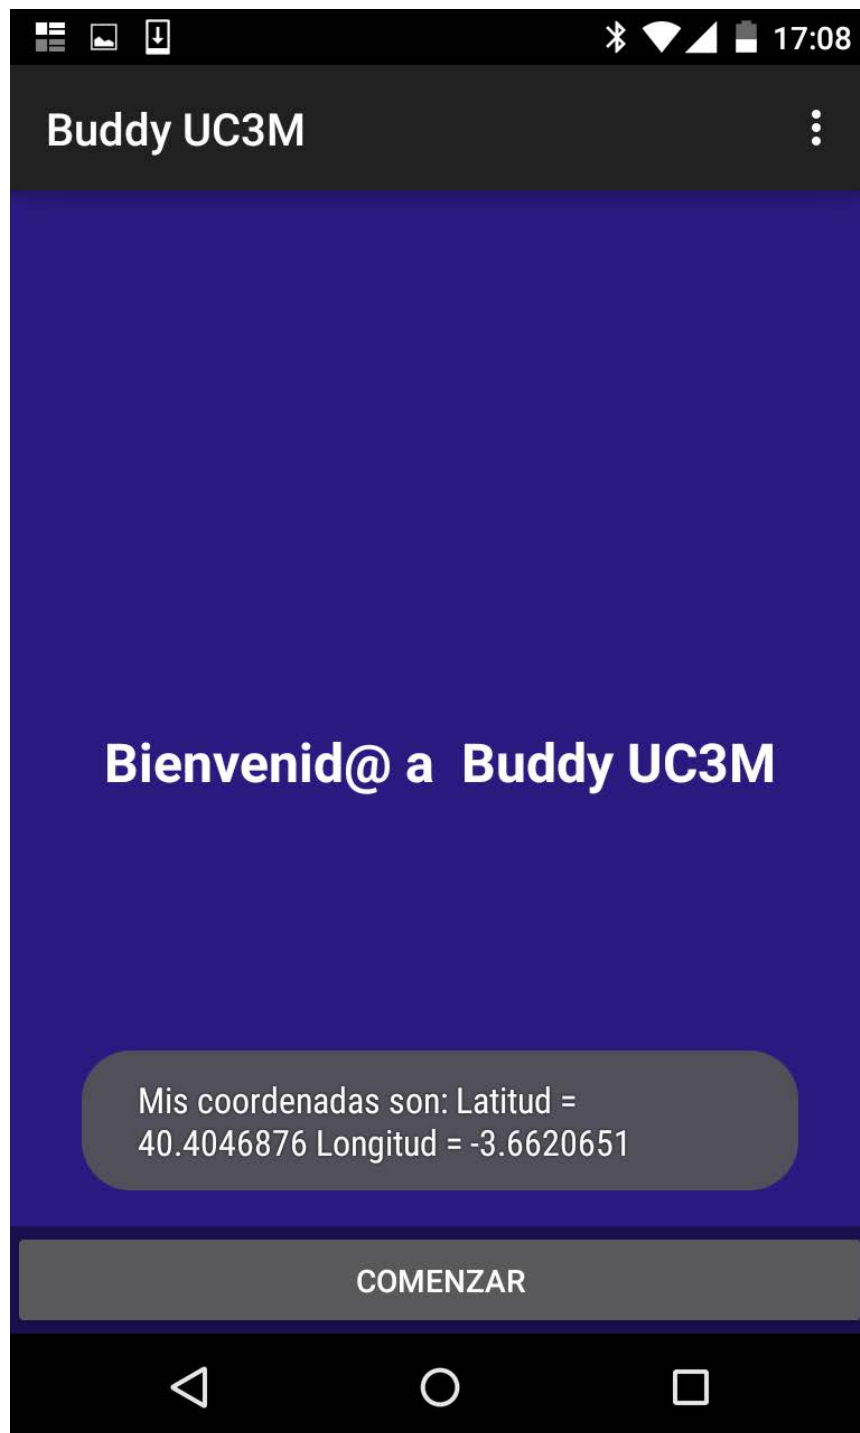 17:08
Buddy UC3M
Bienvenid@ a  Buddy UC3M
Mis coordenadas son: Latitud =
40.4046876 Longitud = -3.6620651
COMENZAR